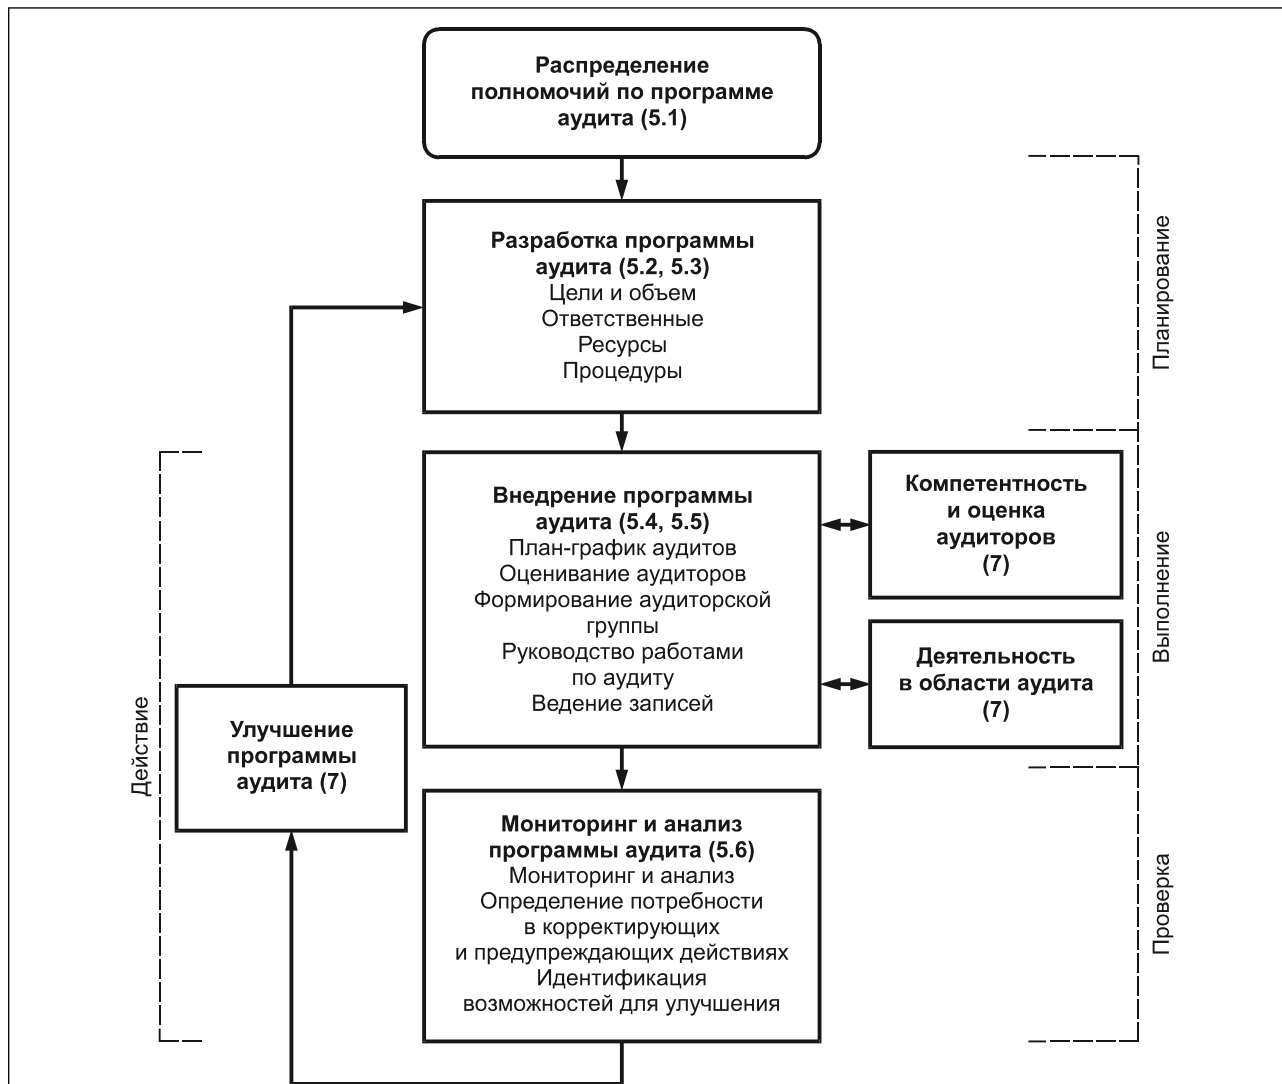 Распределение
полномочий по программе
аудита (5.1)
Разработка программы
аудита (5.2, 5.3)
Цели и объем
Ответственные
Ресурсы
Процедуры
Планирование
Внедрение программы
аудита (5.4, 5.5)
План-график аудитов
Оценивание аудиторов
Формирование аудиторской
группы
Руководство работами
по аудиту
Ведение записей
Компетентность
и оценка
аудиторов
(7)
Деятельность
в области аудита
(7)
Выполнение
Действие
Улучшение
программы
аудита (7)
Мониторинг и анализ
программы аудита (5.6)
Мониторинг и анализ
Определение потребности
в корректирующих
и предупреждающих действиях
Идентификация
возможностей для улучшения
Проверка